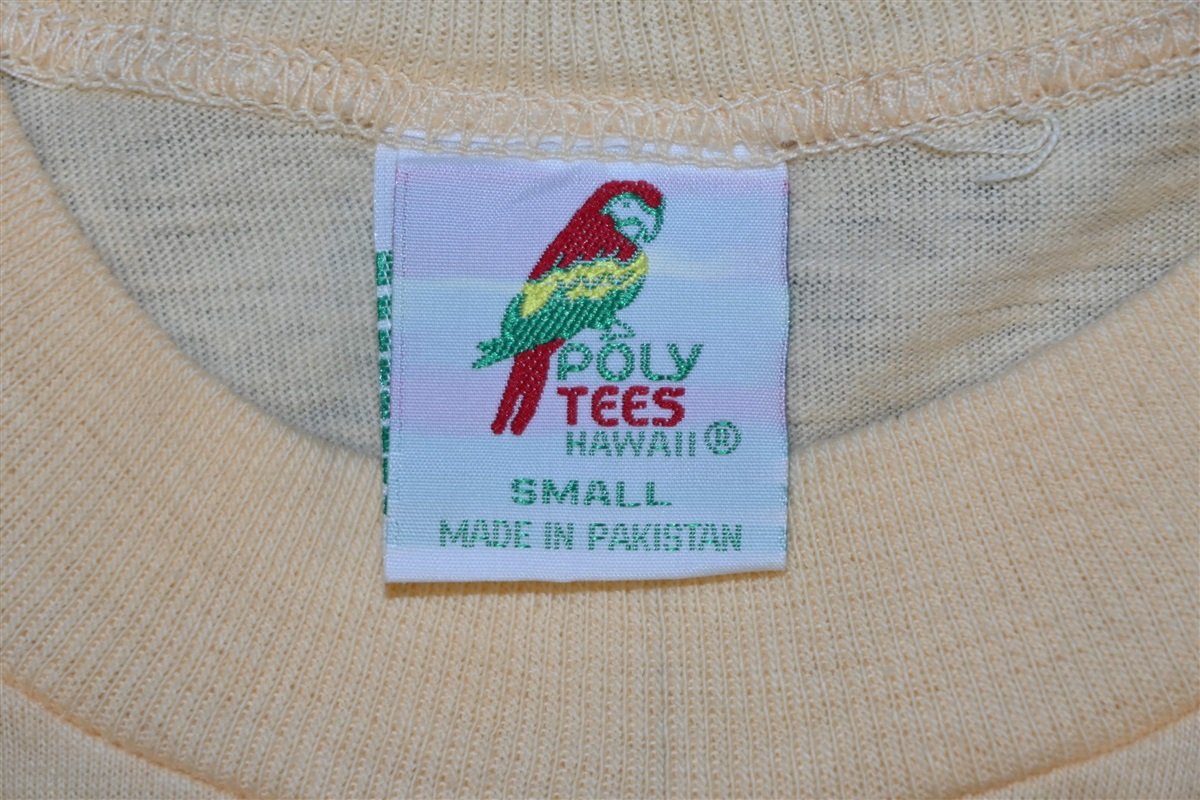 POLY
TEES
HAWAII ®
SMALL
MADE IN PAKISTAN